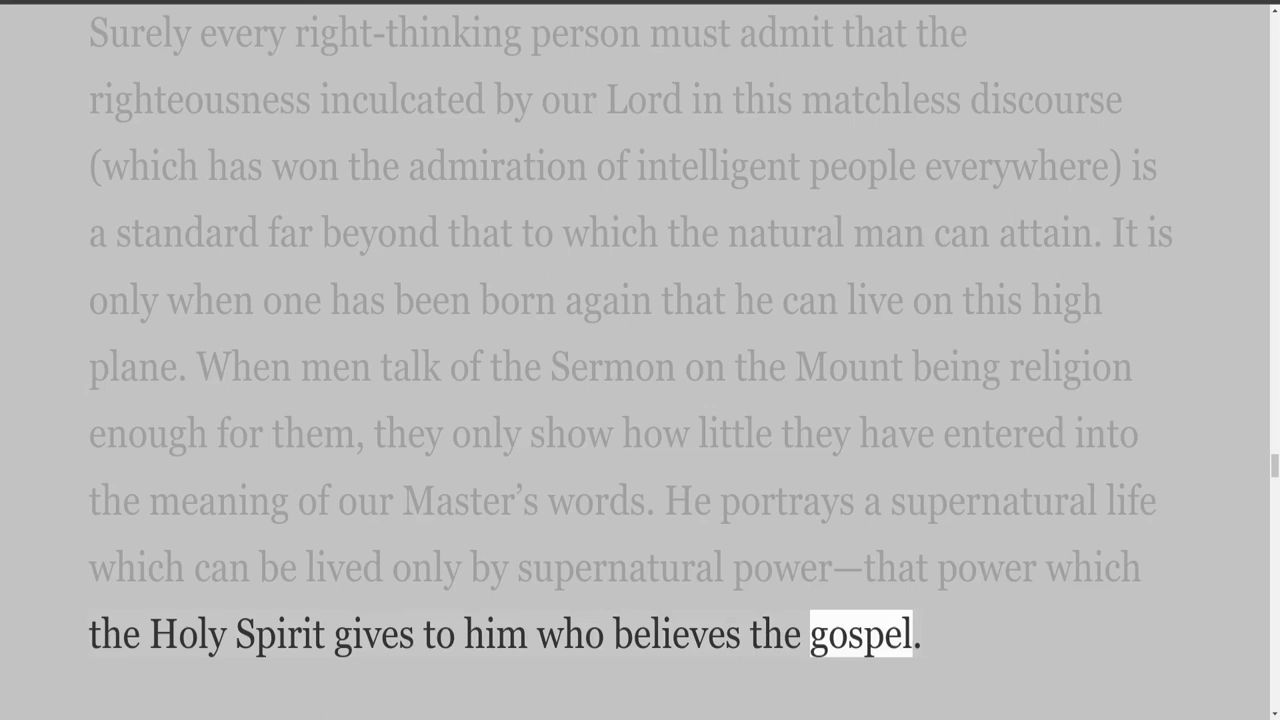 Surely every right-thinking person must admit that the
righteousness inculcated by our Lord in this matchless discourse
(which has won the admiration of intelligent people everywhere) is
a standard far beyond that to which the natural man can attain. It is
only when one has been born again that he can live on this high
plane. When men talk of the Sermon on the Mount being religion
enough for them, they only show how little they have entered into
the meaning of our Master’s words. He portrays a supernatural life
which can be lived only by supernatural power—that power which
the Holy Spirit gives to him who believes the gospel.